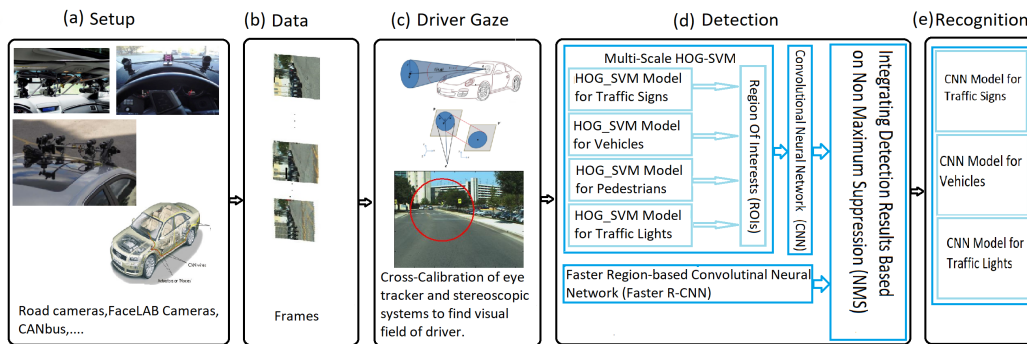 (a) Setup
(b) Data
(c) Driver Gaze
(d) Detection
(e) Recognition
CAN-wires
Road cameras,FaceLAB Cameras,
CANbus,....
Frames
Cross-Calibration of eye
tracker and stereoscopic
systems to find visual
field of driver.
Multi-Scale HOG-SVM
HOG_SVM Model
for Traffic Signs
HOG_SVM Model
for Vehicles
HOG_SVM Model
for Pedestrians
HOG_SVM Model
for Traffic Lights
Region Of Interests (ROIs)
Convolutional Neural Network (CNN)
Faster Region-based Convolutinal Neural
Network (Faster R-CNN)
Integrating Detection Results Based
on Non Maximum Suppression (NMS)
CNN Model for
Traffic Signs
CNN Model for
Vehicles
CNN Model for
Traffic Lights